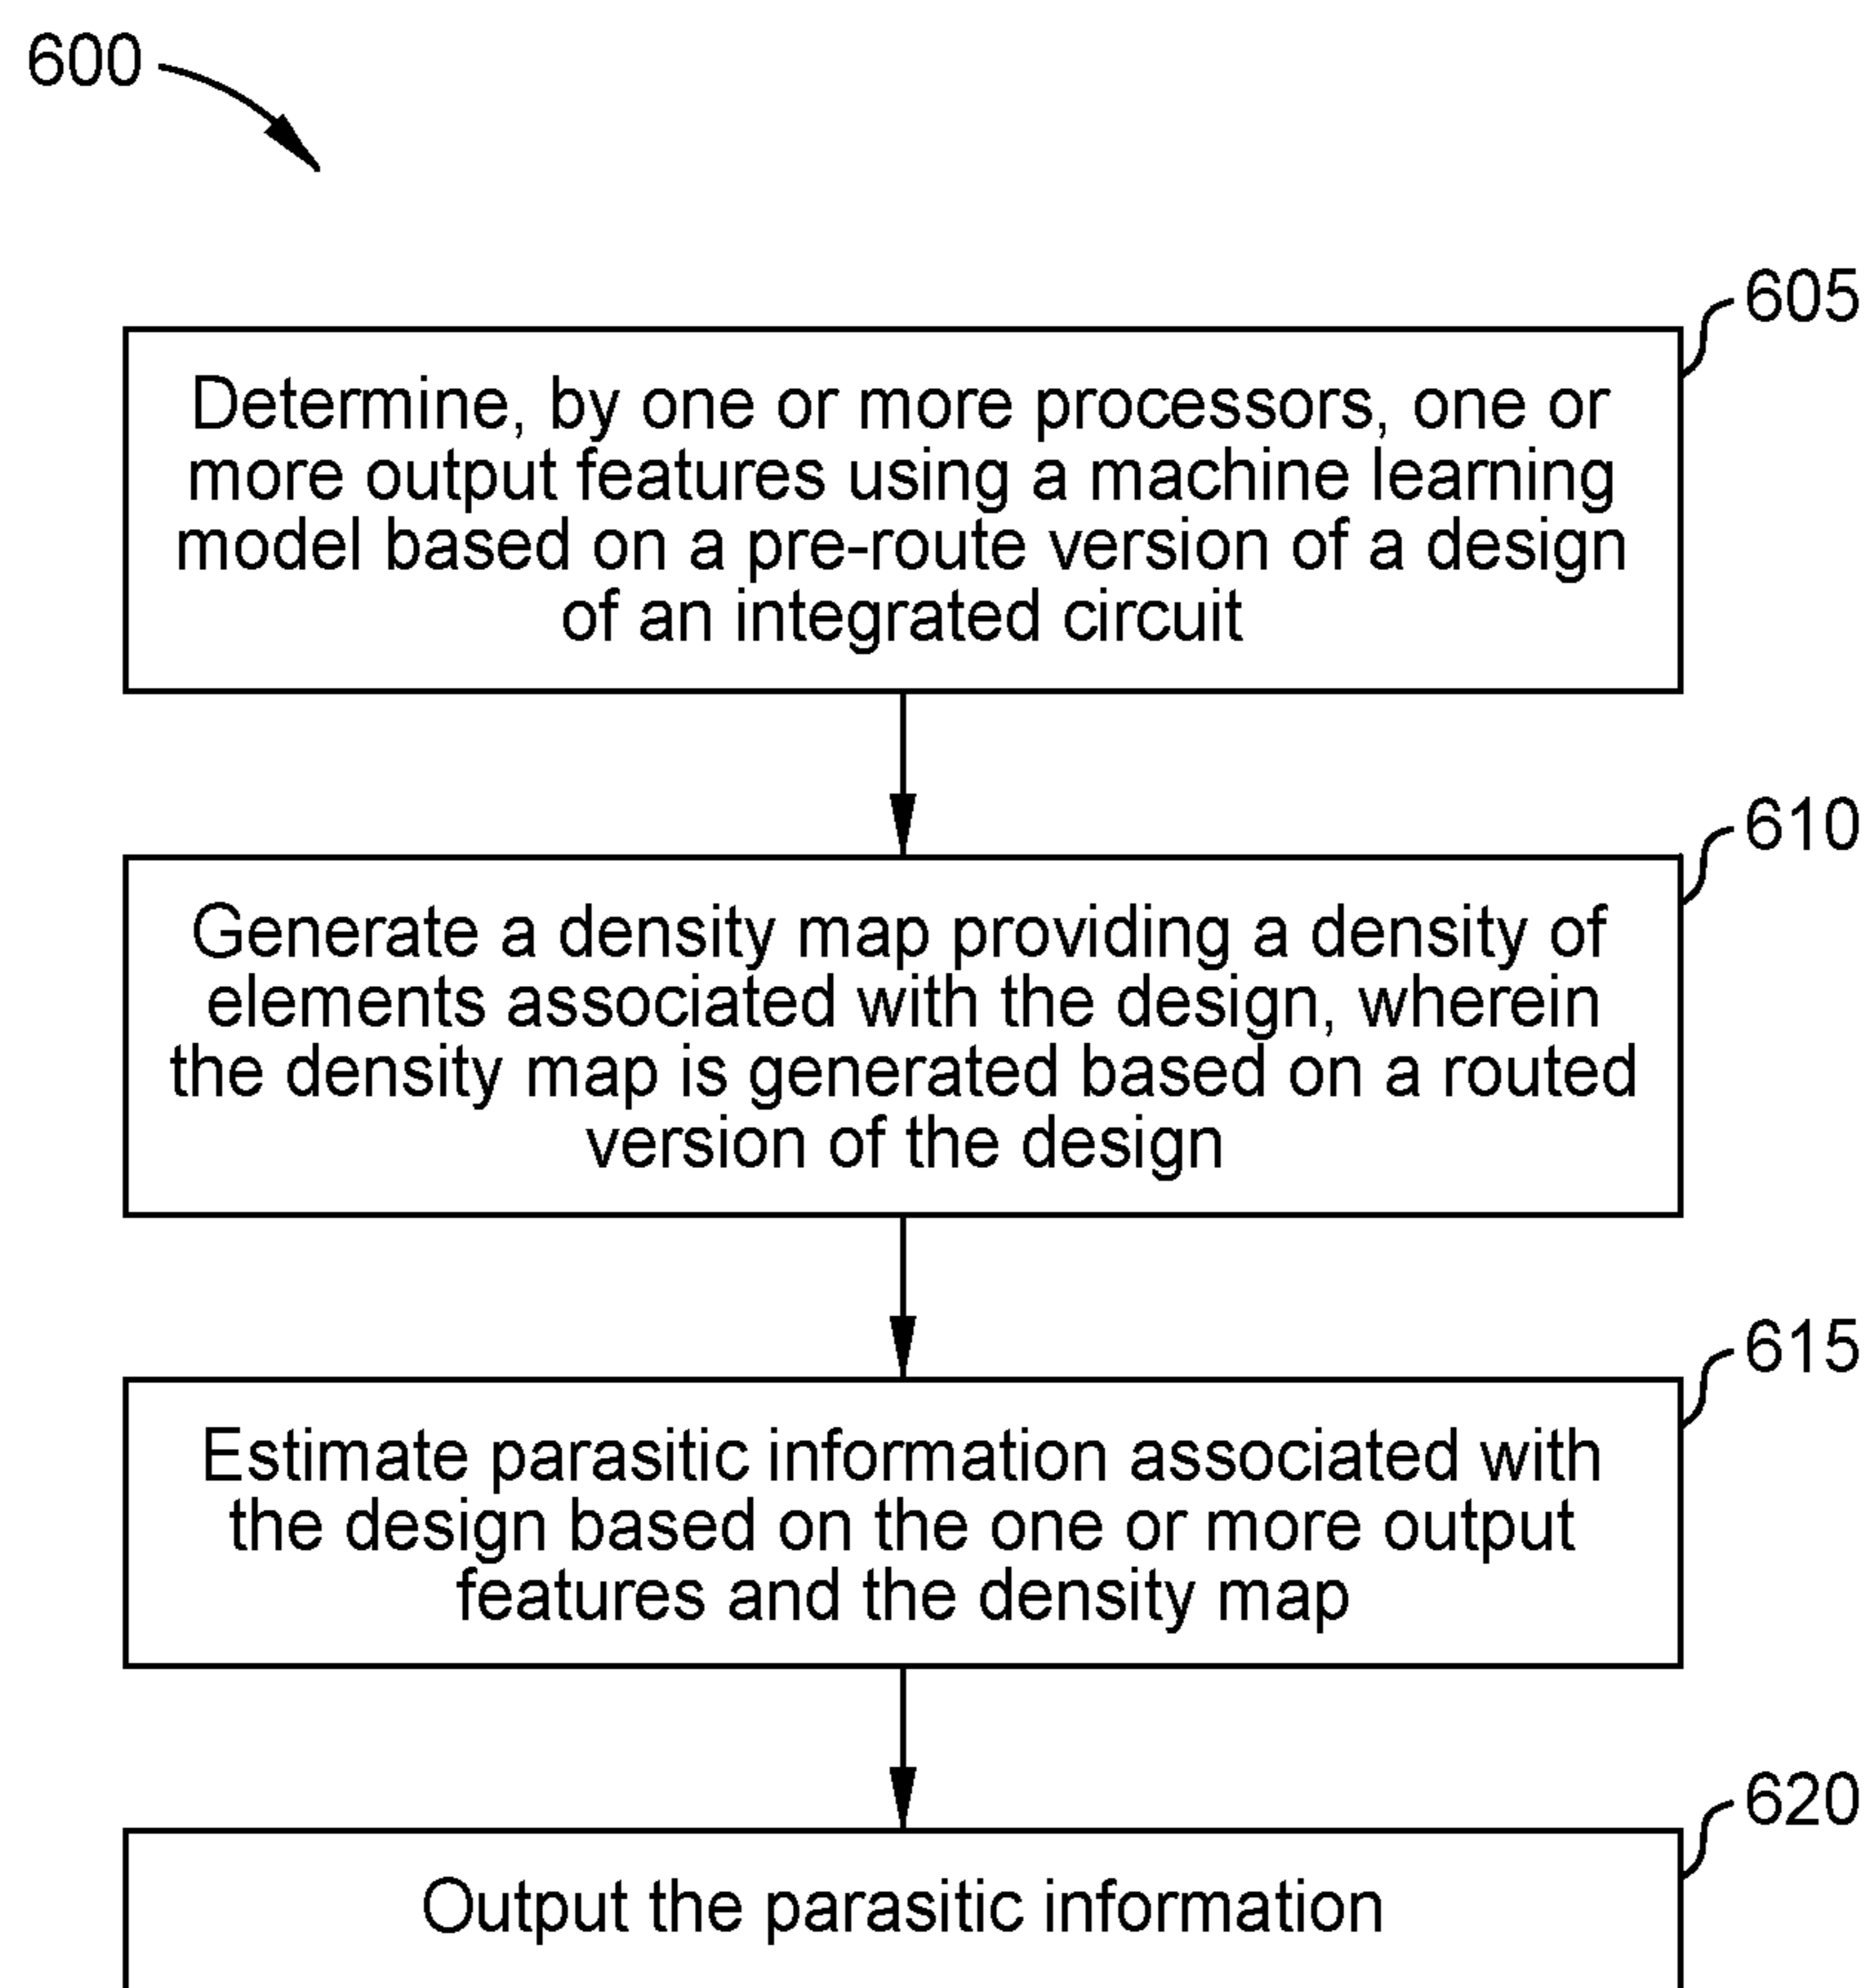 600
605
Determine, by one or more processors, one or
more output features using a machine learning
model based on a pre-route version of a design
of an integrated circuit
610
Generate a density map providing a density of
elements associated with the design, wherein
the density map is generated based on a routed
version of the design
615
Estimate parasitic information associated with
the design based on the one or more output
features and the density map
620
Output the parasitic information